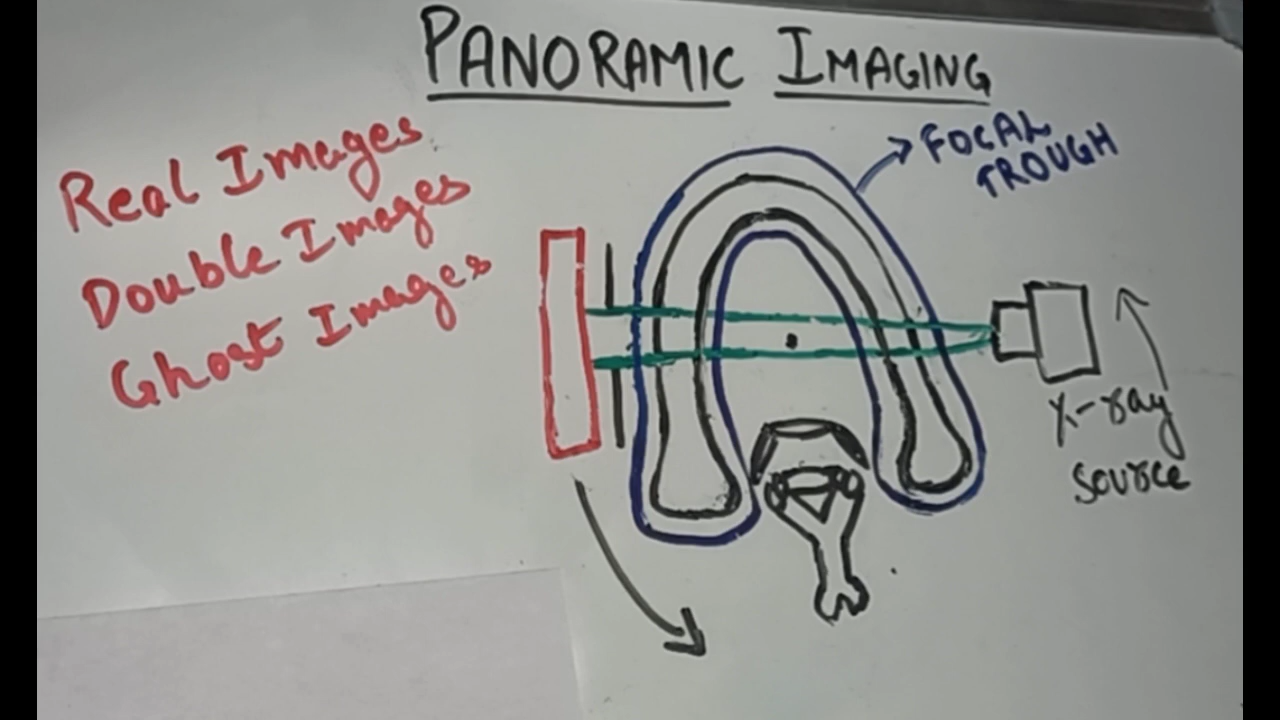 PANORAMIC IMAGING
Real Images
Double Images
Ghost Images
FOCAL
TROUGH
X-ray
source